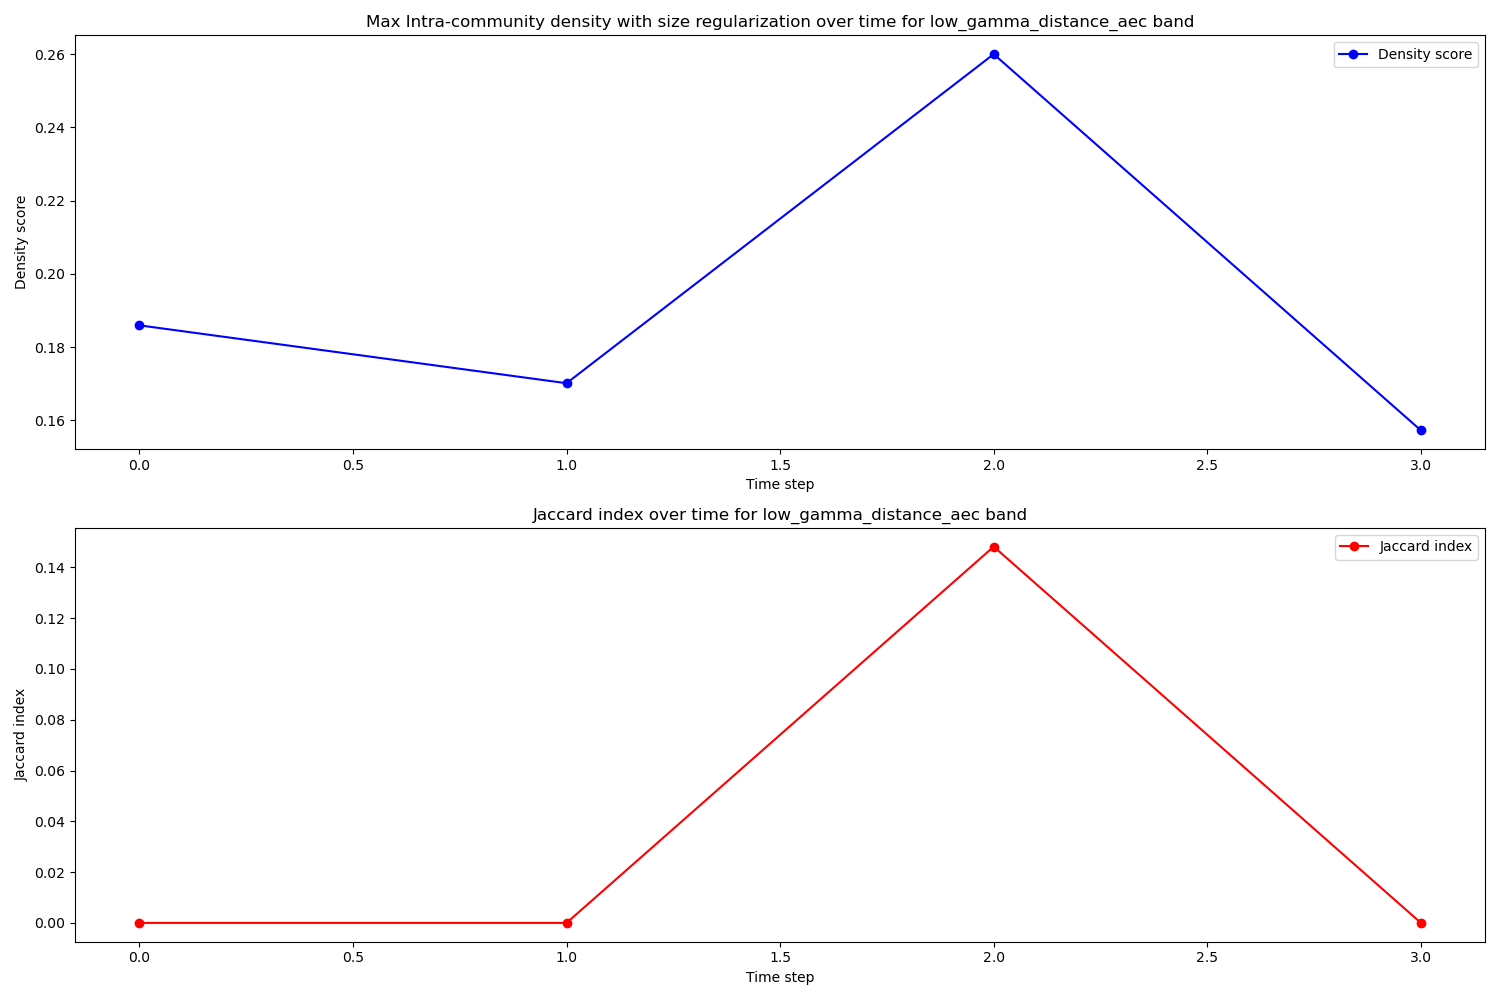 Max Intra-community density with size regularization over time for low_gamma_distance_aec band
Density score
0.26
0.24
0.22
0.20
0.18
0.16
Density score
0.0 0.5 1.0 1.5 2.0 2.5 3.0
Time step
Jaccard index over time for low_gamma_distance_aec band
Jaccard index
0.14
0.12
0.10
0.08
0.06
0.04
0.02
0.00
Jaccard index
0.0 0.5 1.0 1.5 2.0 2.5 3.0
Time step